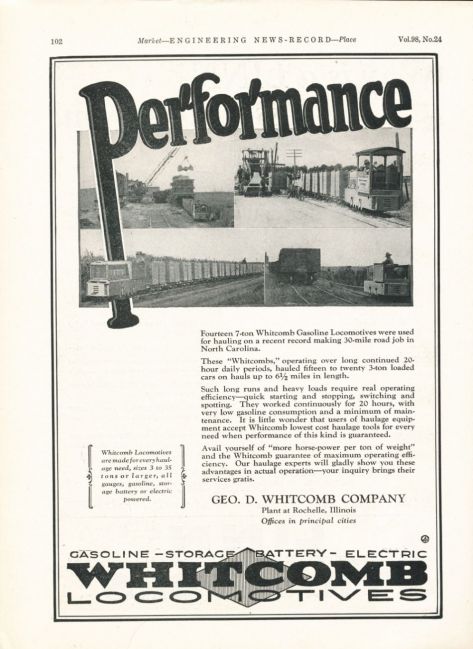 102
Market—ENGINEERING NEWS-RECORD—Place
Vol.98, No.24
Performance
Fourteen 7-ton Whitcomb Gasoline Locomotives were used
for hauling on a recent record making 30-mile road job in
North Carolina.
These "Whitcombs," operating over long continued 20-
hour daily periods, hauled fifteen to twenty 3-ton loaded
cars on hauls up to 6½ miles in length.
Such long runs and heavy loads require real operating
efficiency—quick starting and stopping, switching and
spotting. They worked continuously for 20 hours, with
very low gasoline consumption and a minimum of main-
tenance. It is little wonder that users of haulage equip-
ment accept Whitcomb lowest cost haulage tools for every
need when performance of this kind is guaranteed.
Avail yourself of "more horse-power per ton of weight"
and the Whitcomb guarantee of maximum operating effi-
ciency. Our haulage experts will gladly show you these
advantages in actual operation—your inquiry brings their
services gratis.
Whitcomb Locomotives
are made for every haul-
age need, sizes 3 to 35
tons or larger, all
gauges, gasoline, stor-
age battery or electric
powered.
GEO. D. WHITCOMB COMPANY
Plant at Rochelle, Illinois
Offices in principal cities
GASOLINE - STORAGE BATTERY - ELECTRIC
WHITCOMB
LOCOMOTIVES